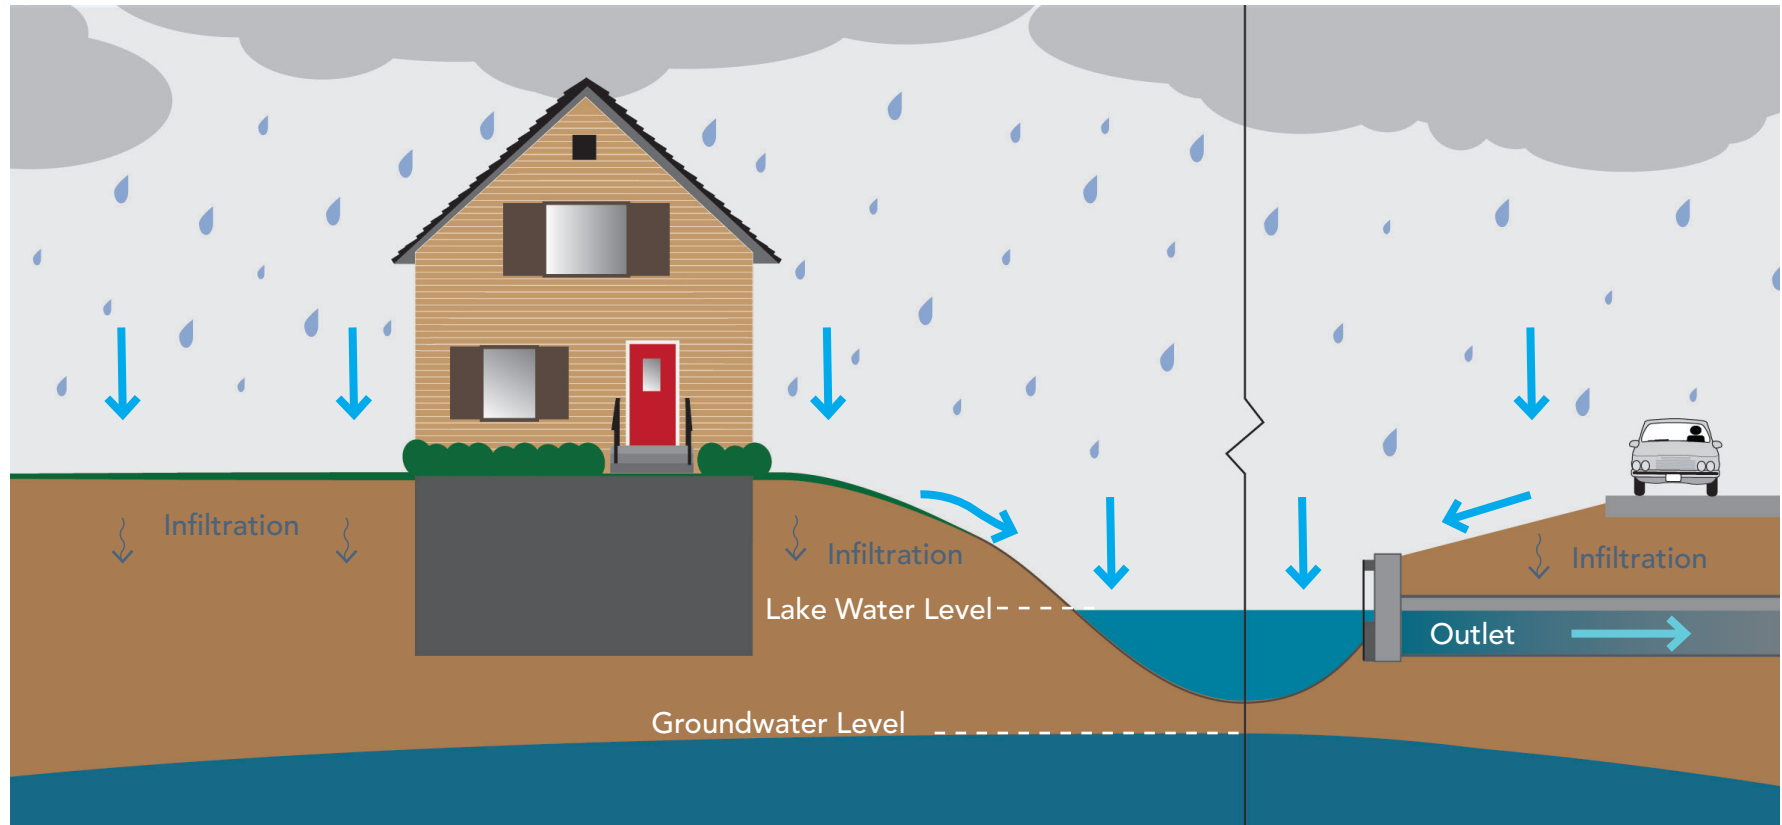 Infiltration
Infiltration
Infiltration
Lake Water Level
Outlet
Groundwater Level